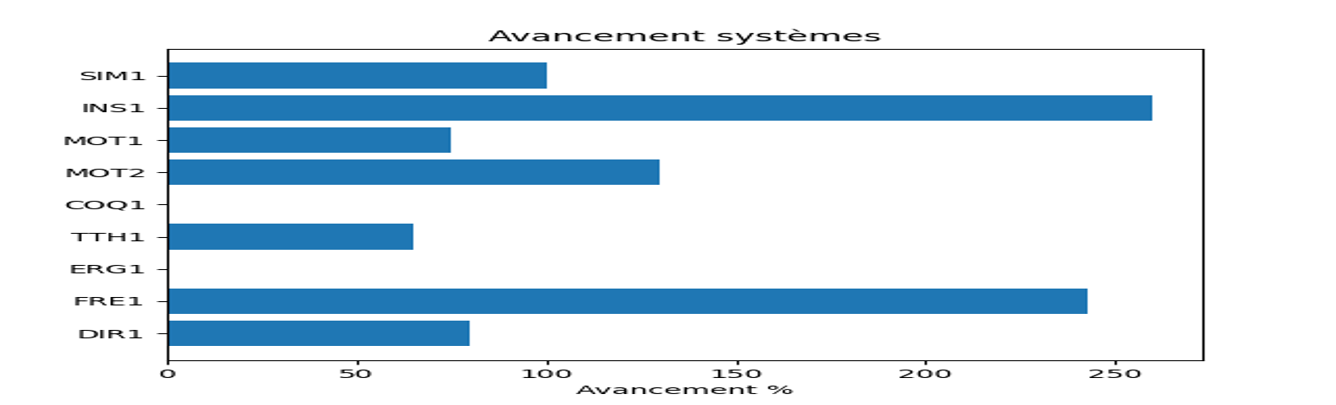 Avancement systèmes
SIM1
INS1
MOT1
MOT2
COQ1
TTH1
ERG1
FRE1
DIR1
0 50 100 150 200 250
Avancement %